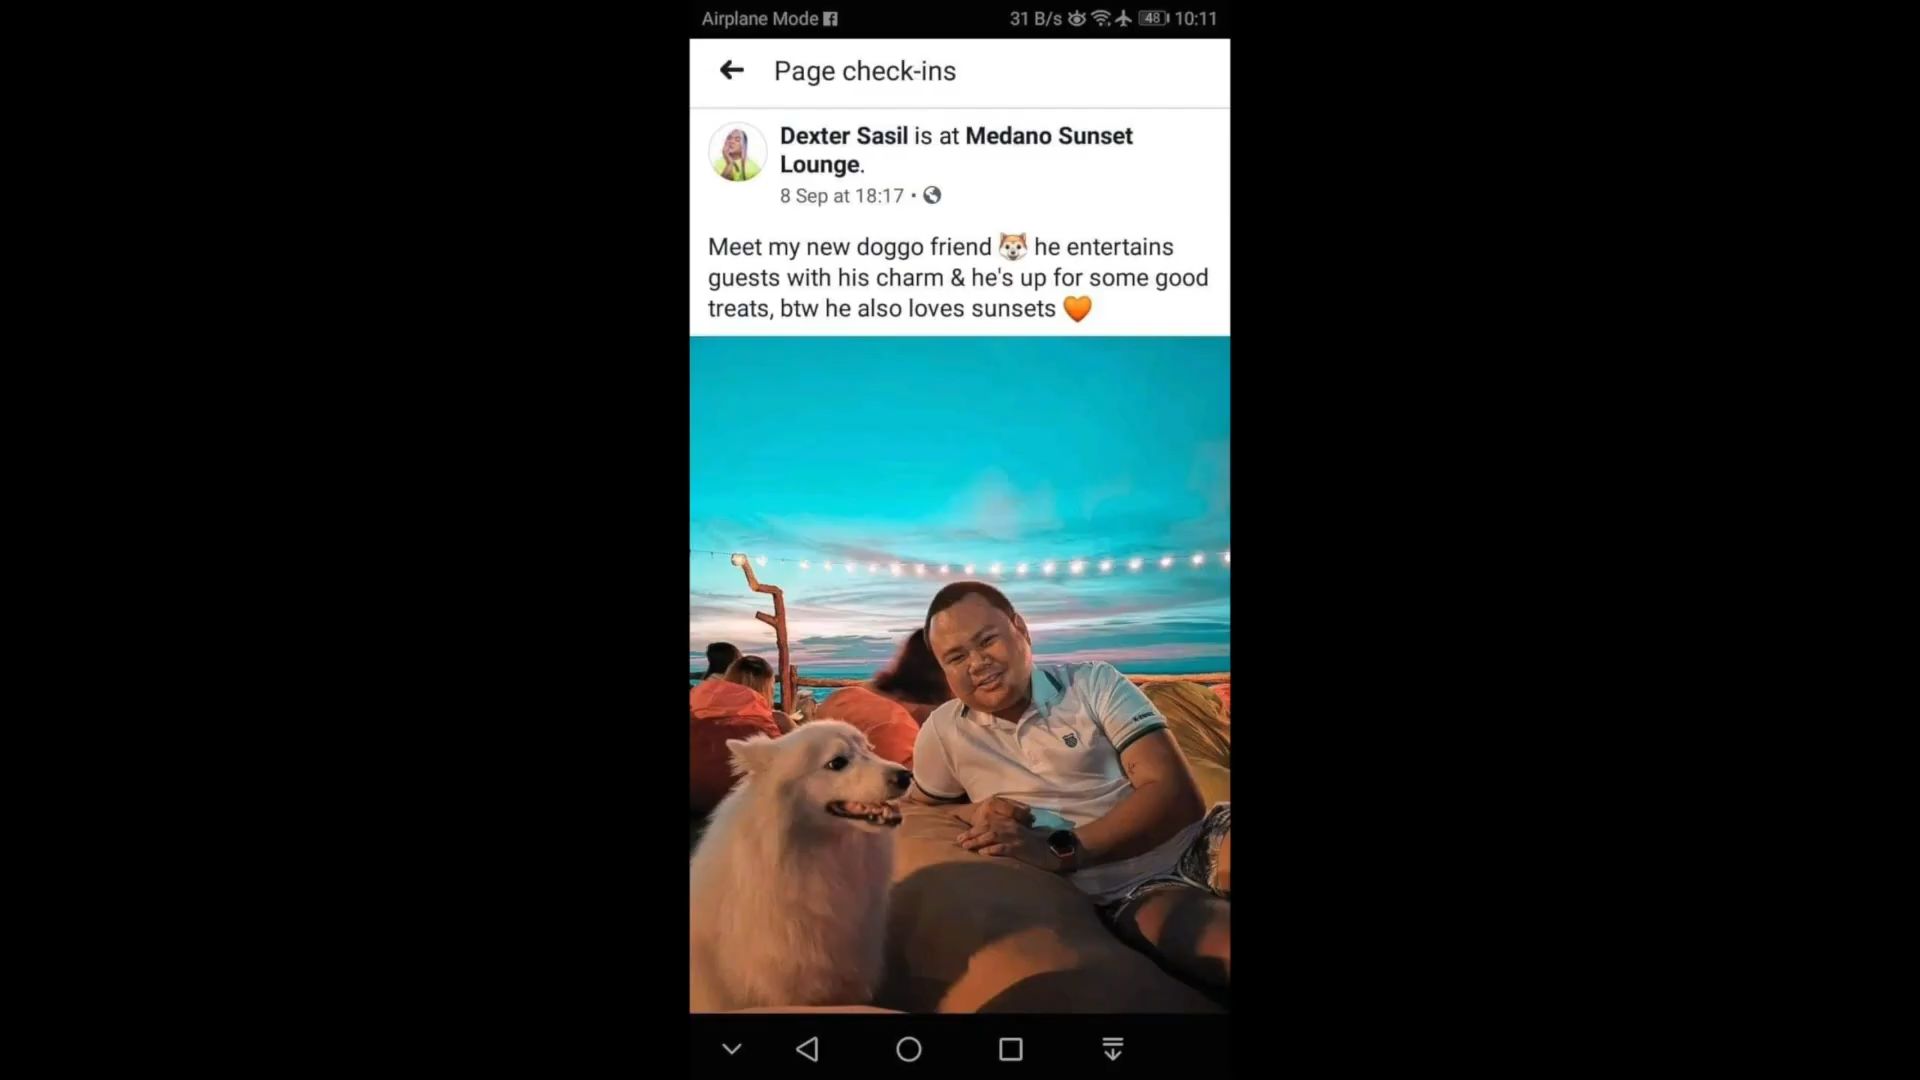 Airplane Mode 31 B/s 48 10:11
Page check-ins
Dexter Sasil is at Medano Sunset
Lounge.
8 Sep at 18:17 ·
Meet my new doggo friend 🐶 he entertains
guests with his charm & he's up for some good
treats, btw he also loves sunsets 🧡